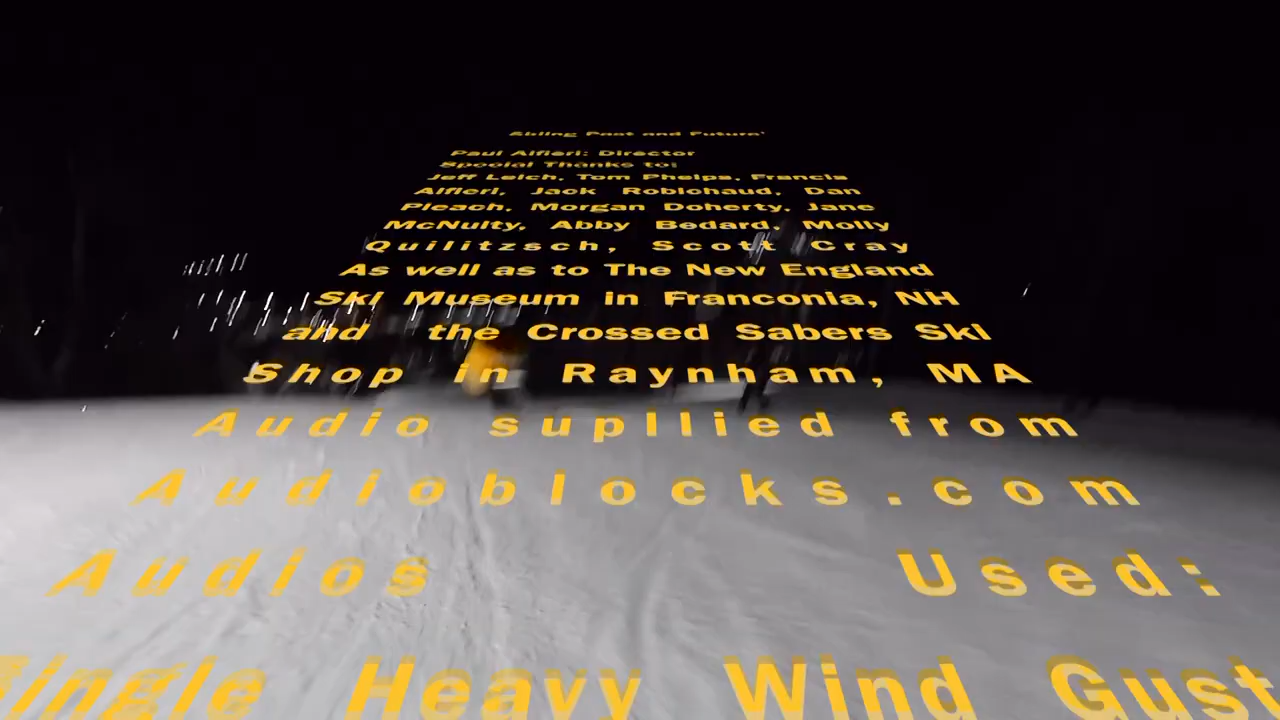 'Skiing Past and Future'
Paul Alfieri: Director
Special Thanks to:
Jeff Leich, Tom Phelps, Francis
Alfieri, Jack Robichaud, Dan
Pleach, Morgan Doherty, Jane
McNulty, Abby Bedard, Molly
Quilitzsch, Scott Cray
As well as to The New England
Ski Museum in Franconia, NH
and the Crossed Sabers Ski
Shop in Raynham, MA
Audio supllied from
Audioblocks.com
Audios Used:
Single Heavy Wind Gust